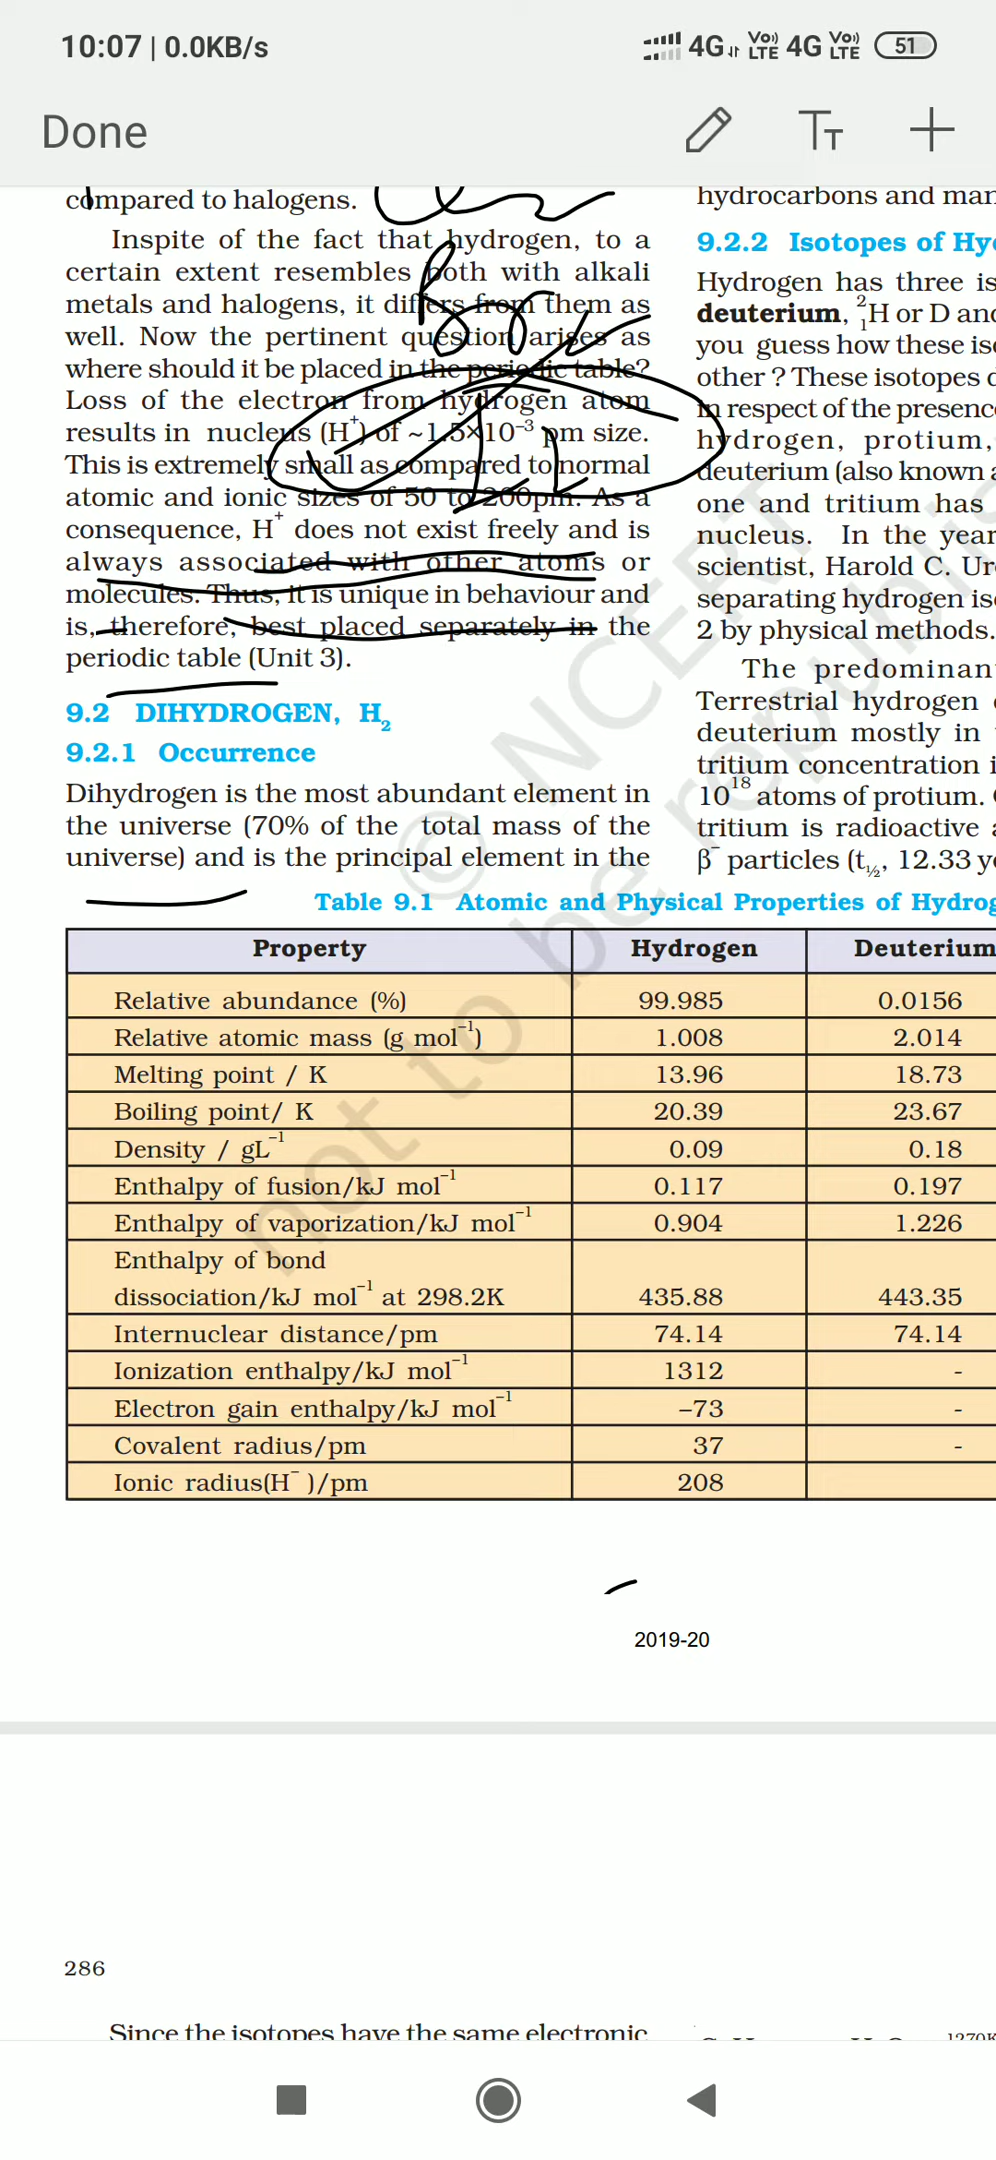 10:07 | 0.0KB/s
4G VoLTE 4G VoLTE 51
Done
TT
compared to halogens.
Inspite of the fact that hydrogen, to a
certain extent resembles both with alkali
metals and halogens, it differs from them as
well. Now the pertinent question arises as
where should it be placed in the periodic table?
Loss of the electron from hydrogen atom
results in nucleus (H⁺) of ~1.5×10⁻³ pm size.
This is extremely small as compared to normal
atomic and ionic sizes of 50 to 200pm. As a
consequence, H⁺ does not exist freely and is
always associated with other atoms or
molecules. Thus, it is unique in behaviour and
is, therefore, best placed separately in the
periodic table (Unit 3).
9.2 DIHYDROGEN, H₂
9.2.1 Occurrence
Dihydrogen is the most abundant element in
the universe (70% of the total mass of the
universe) and is the principal element in the
hydrocarbons and man
9.2.2 Isotopes of Hy
Hydrogen has three is
deuterium, ²₁H or D and
you guess how these iso
other ? These isotopes d
in respect of the presence
hydrogen, protium,
deuterium (also known a
one and tritium has
nucleus. In the year
scientist, Harold C. Ure
separating hydrogen iso
2 by physical methods.
The predominant
Terrestrial hydrogen
deuterium mostly in
tritium concentration i
10¹⁸ atoms of protium.
tritium is radioactive a
β⁻ particles (t½, 12.33 ye
Table 9.1 Atomic and Physical Properties of Hydrog
Property Hydrogen Deuterium
Relative abundance (%) 99.985 0.0156
Relative atomic mass (g mol⁻¹) 1.008 2.014
Melting point / K 13.96 18.73
Boiling point/ K 20.39 23.67
Density / gL⁻¹ 0.09 0.18
Enthalpy of fusion/kJ mol⁻¹ 0.117 0.197
Enthalpy of vaporization/kJ mol⁻¹ 0.904 1.226
Enthalpy of bond
dissociation/kJ mol⁻¹ at 298.2K 435.88 443.35
Internuclear distance/pm 74.14 74.14
Ionization enthalpy/kJ mol⁻¹ 1312 -
Electron gain enthalpy/kJ mol⁻¹ –73 -
Covalent radius/pm 37 -
Ionic radius(H⁻ )/pm 208
© NCERT
not to be republis
2019-20
286
Since the isotopes have the same electronic
1270K